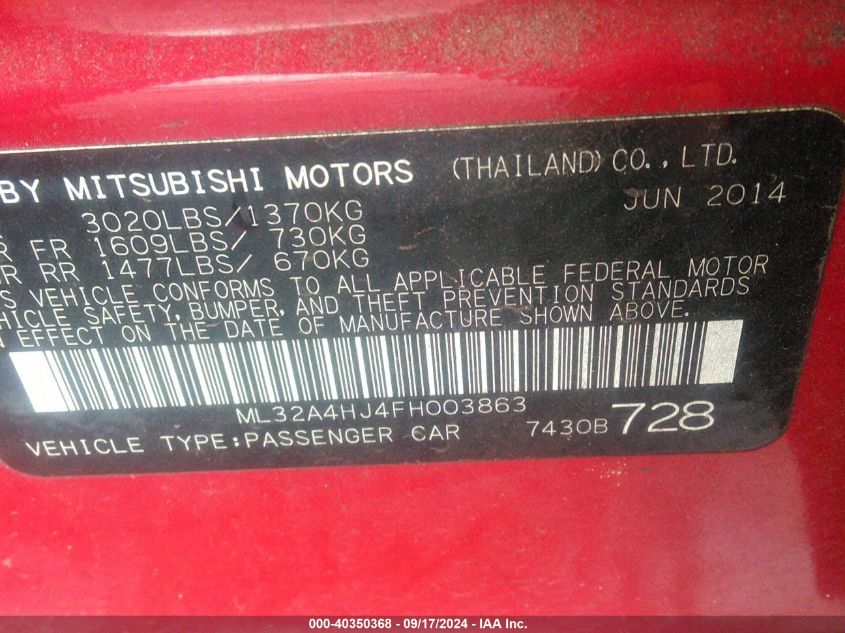 BY MITSUBISHI MOTORS (THAILAND) CO., LTD.
3020LBS/1370KG JUN 2014
FR 1609LBS/ 730KG
RR 1477LBS/ 670KG
VEHICLE CONFORMS TO ALL APPLICABLE FEDERAL MOTOR
SAFETY, BUMPER, AND THEFT PREVENTION STANDARDS
EFFECT ON THE DATE OF MANUFACTURE SHOWN ABOVE.
ML32A4HJ4FH003863
VEHICLE TYPE:PASSENGER CAR 7430B 728
000-40350368 - 09/17/2024 - IAA Inc.